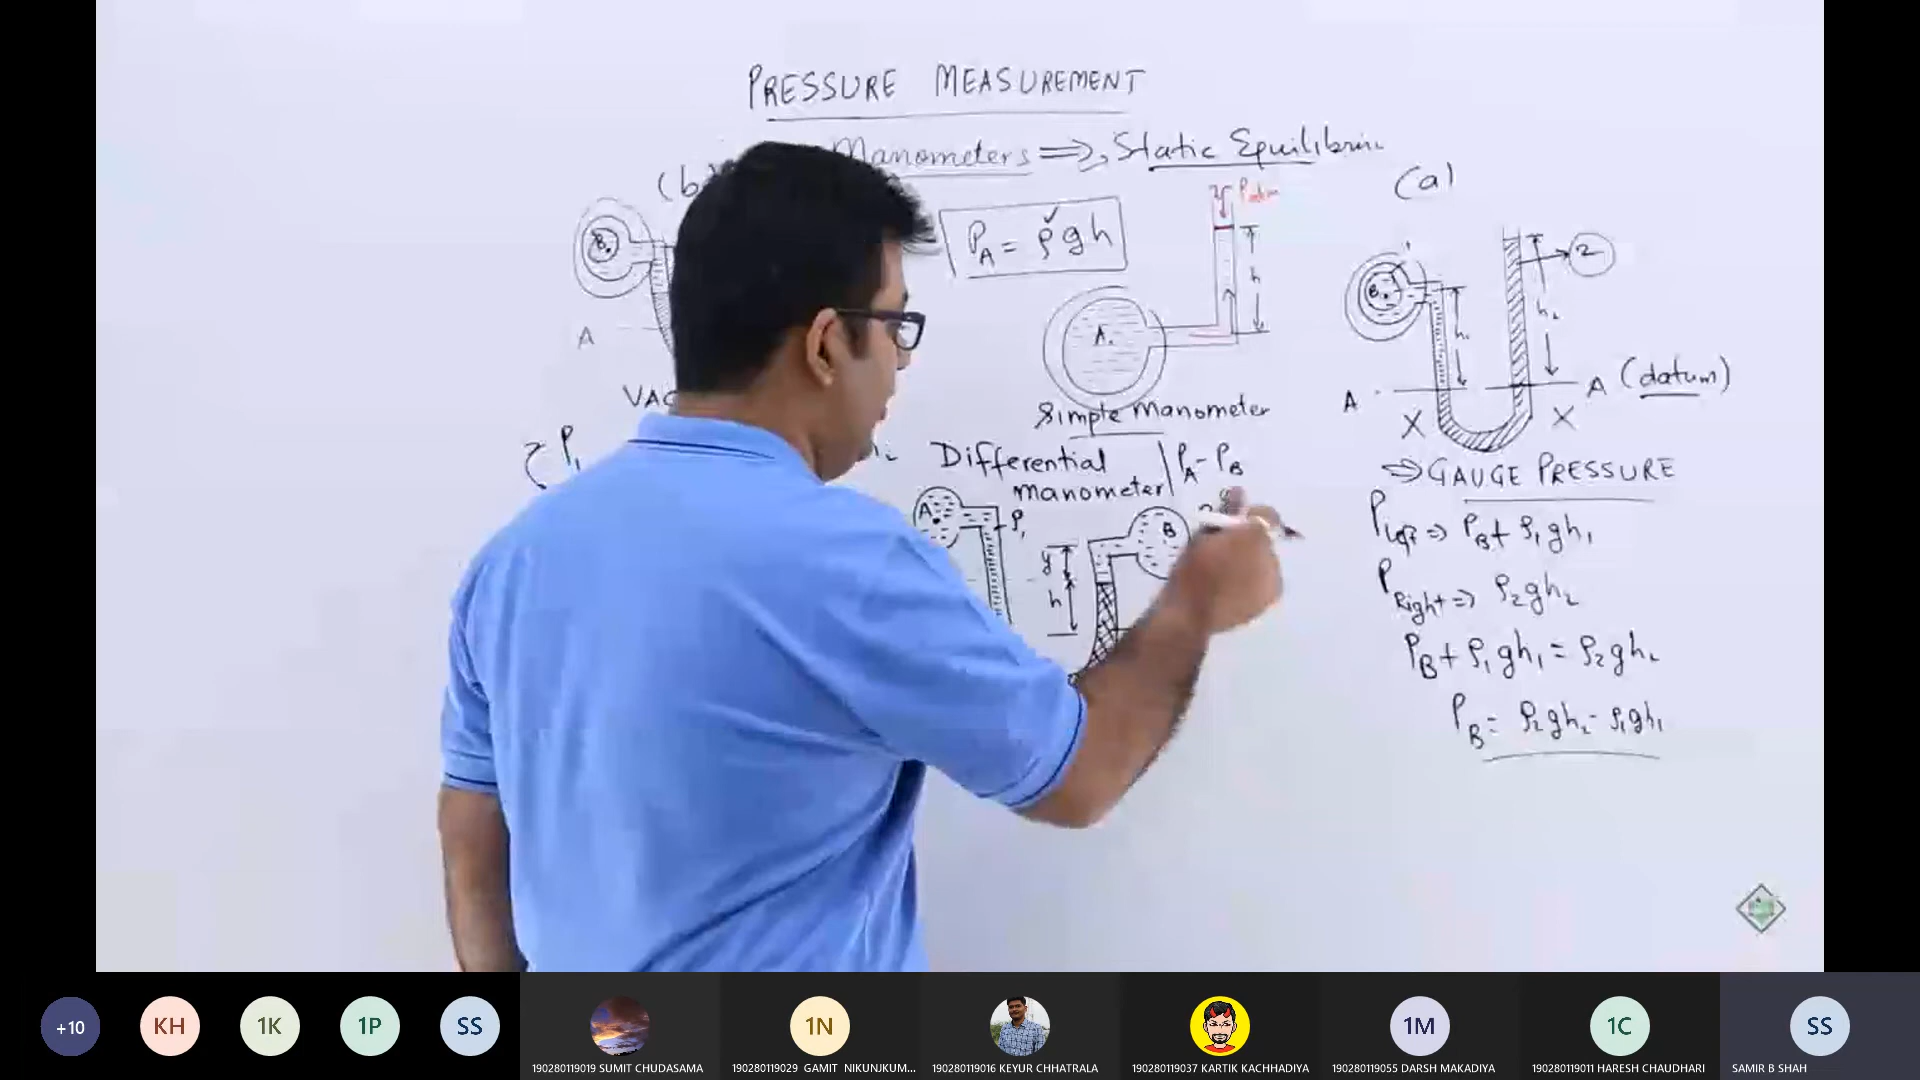 PRESSURE MEASUREMENT
Manometers ⇒ Static Equilibriu
(b)
(a)
Patm
P_A = ρgh
h
A.
Simple Manometer
B.
A
VAC
P₁
B.
2
h₁
h₂
A
A (datum)
X
X
⇒ GAUGE PRESSURE
P_Left ⇒ P_B + ρ₁gh₁
P_Right ⇒ ρ₂gh₂
P_B + ρ₁gh₁ = ρ₂gh₂
P_B = ρ₂gh₂ - ρ₁gh₁
Differential
manometer
P_A - P_B
A
ρ₁
B
y
h
+10
KH
1K
1P
SS
1N
1M
1C
SS
190280119019 SUMIT CHUDASAMA
190280119029 GAMIT NIKUNJKUM...
190280119016 KEYUR CHHATRALA
190280119037 KARTIK KACHHADIYA
190280119055 DARSH MAKADIYA
190280119011 HARESH CHAUDHARI
SAMIR B SHAH